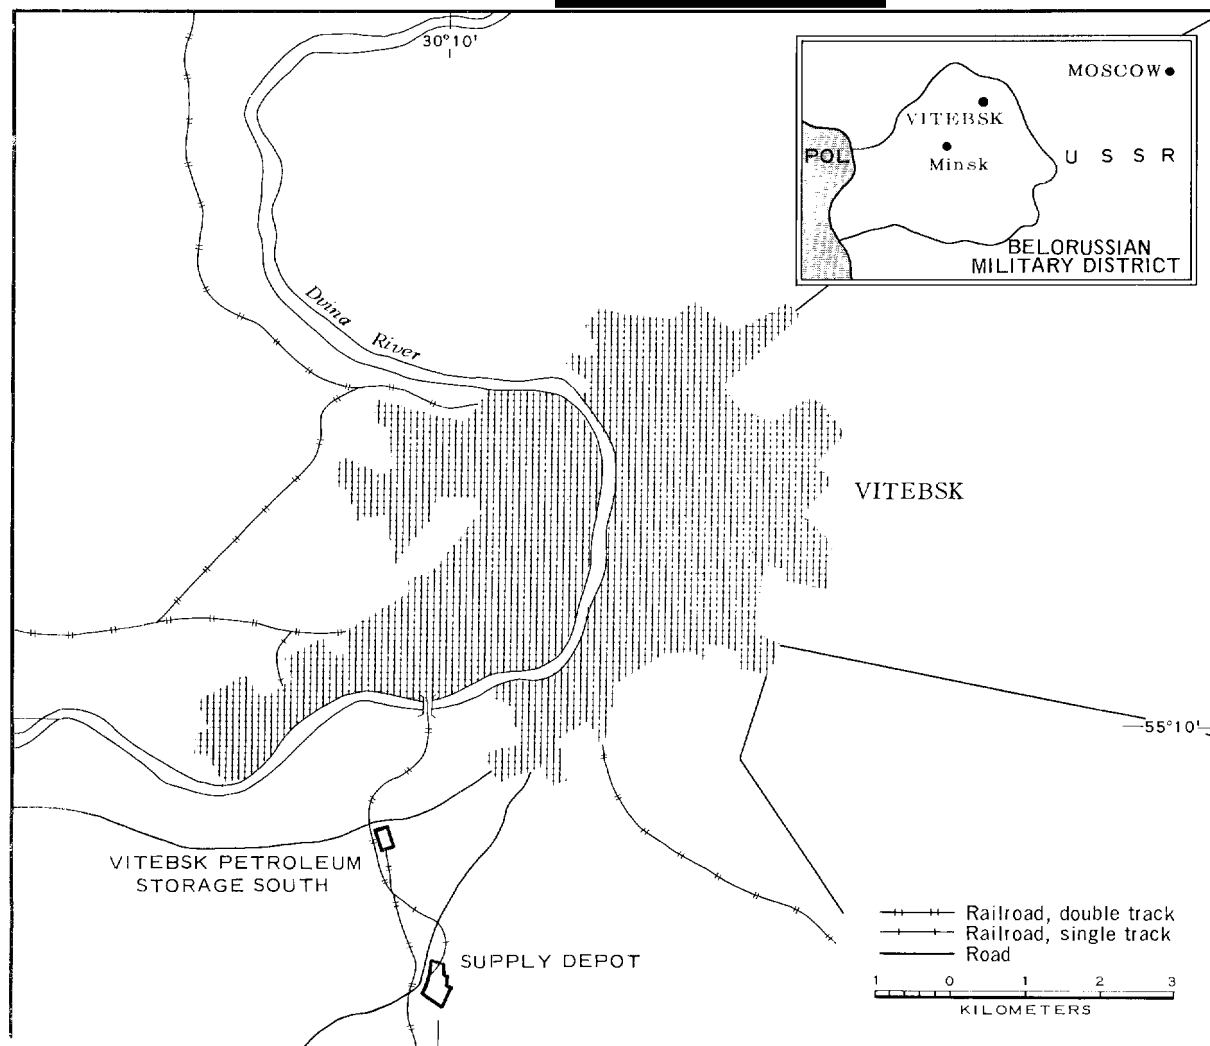 30°10'
MOSCOW
VITEBSK
POL
Minsk
U S S R
BELORUSSIAN
MILITARY DISTRICT
Dvina River
VITEBSK
55°10'
VITEBSK PETROLEUM
STORAGE SOUTH
SUPPLY DEPOT
Railroad, double track
Railroad, single track
Road
1 0 1 2 3
KILOMETERS